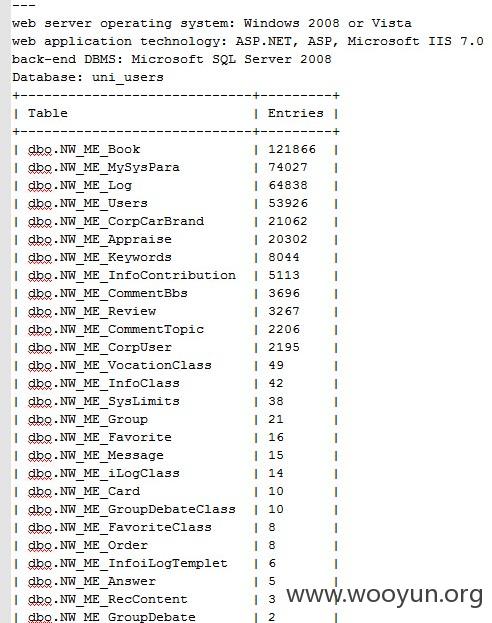 ---
web server operating system: Windows 2008 or Vista
web application technology: ASP.NET, ASP, Microsoft IIS 7.0
back-end DBMS: Microsoft SQL Server 2008
Database: uni_users
+-----------------------------+---------+
| Table                       | Entries |
+-----------------------------+---------+
| dbo.NW_ME_Book              | 121866  |
| dbo.NW_ME_MySysPara         | 74027   |
| dbo.NW_ME_Log               | 64838   |
| dbo.NW_ME_Users             | 53926   |
| dbo.NW_ME_CorpCarBrand      | 21062   |
| dbo.NW_ME_Appraise          | 20302   |
| dbo.NW_ME_Keywords          | 8044    |
| dbo.NW_ME_InfoContribution  | 5113    |
| dbo.NW_ME_CommentBbs        | 3696    |
| dbo.NW_ME_Review            | 3267    |
| dbo.NW_ME_CommentTopic      | 2206    |
| dbo.NW_ME_CorpUser          | 2195    |
| dbo.NW_ME_VocationClass     | 49      |
| dbo.NW_ME_InfoClass         | 42      |
| dbo.NW_ME_SysLimits         | 38      |
| dbo.NW_ME_Group             | 21      |
| dbo.NW_ME_Favorite          | 16      |
| dbo.NW_ME_Message           | 15      |
| dbo.NW_ME_iLogClass         | 14      |
| dbo.NW_ME_Card              | 10      |
| dbo.NW_ME_GroupDebateClass  | 10      |
| dbo.NW_ME_FavoriteClass     | 8       |
| dbo.NW_ME_Order             | 8       |
| dbo.NW_ME_InfoiLogTemplet   | 6       |
| dbo.NW_ME_Answer            | 5       |
| dbo.NW_ME_RecContent        | 3       |
www.wooyun.org
| dbo.NW_ME_GroupDebate       | 2       |